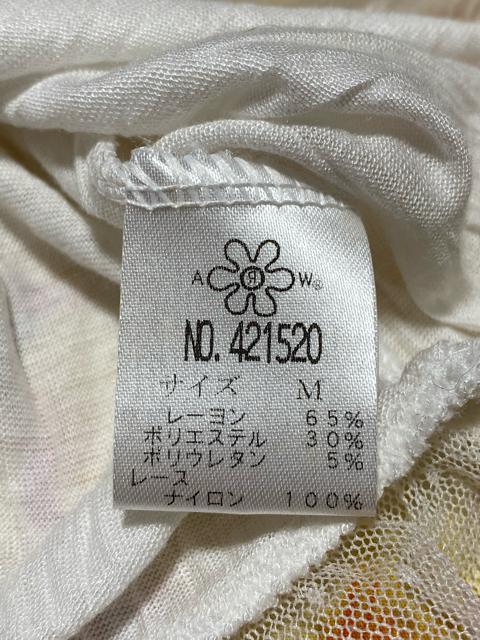 A P W®
NO. 421520
サイズ M
レーヨン 65%
ポリエステル 30%
ポリウレタン 5%
レース
ナイロン 100%